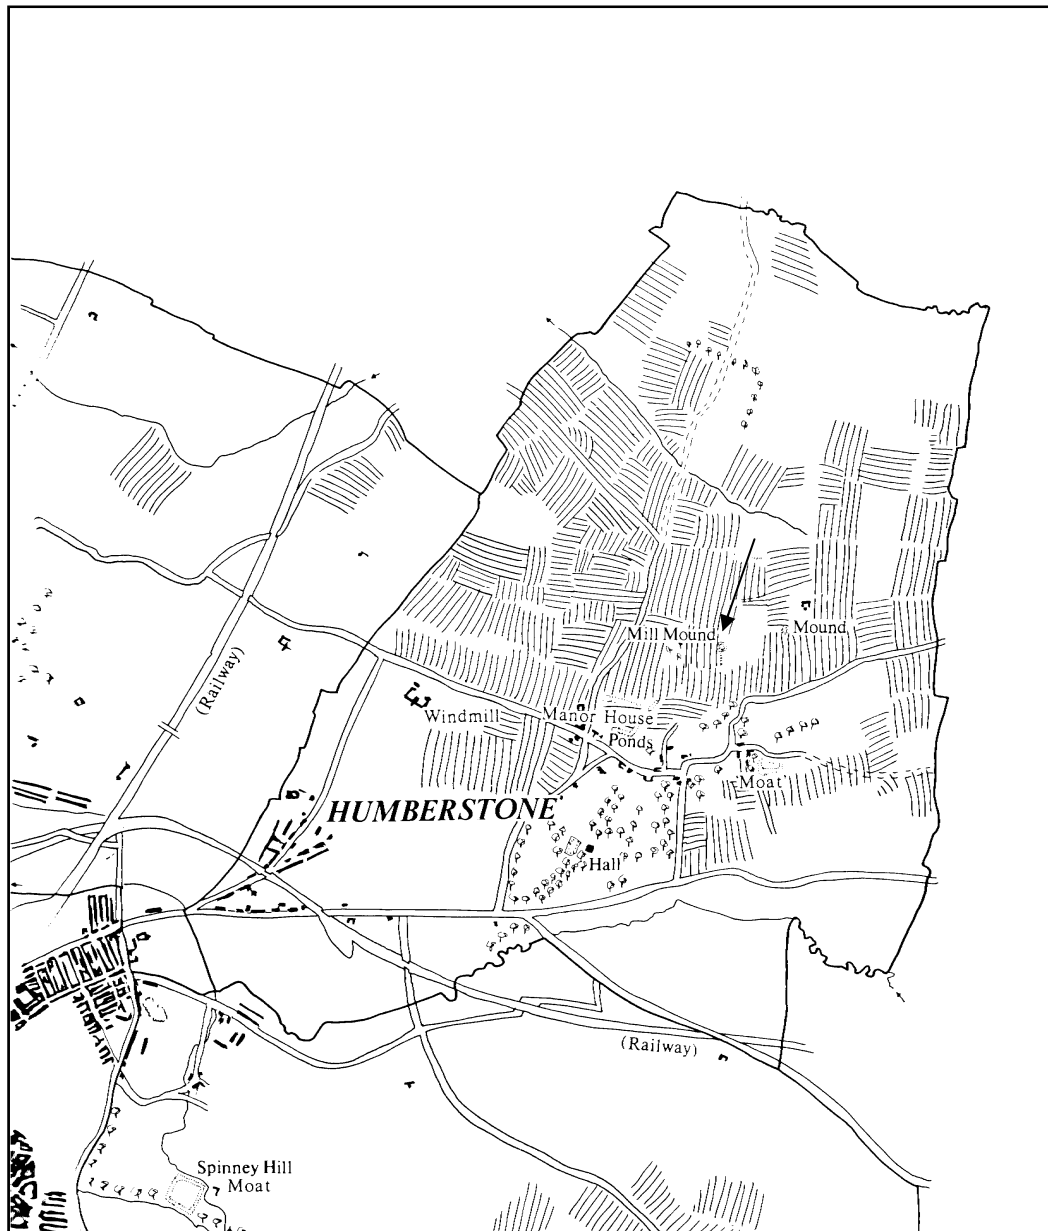 Mill Mound
Mound
(Railway)
Windmill
Manor House
Ponds
Moat
HUMBERSTONE
Hall
(Railway)
Spinney Hill
Moat